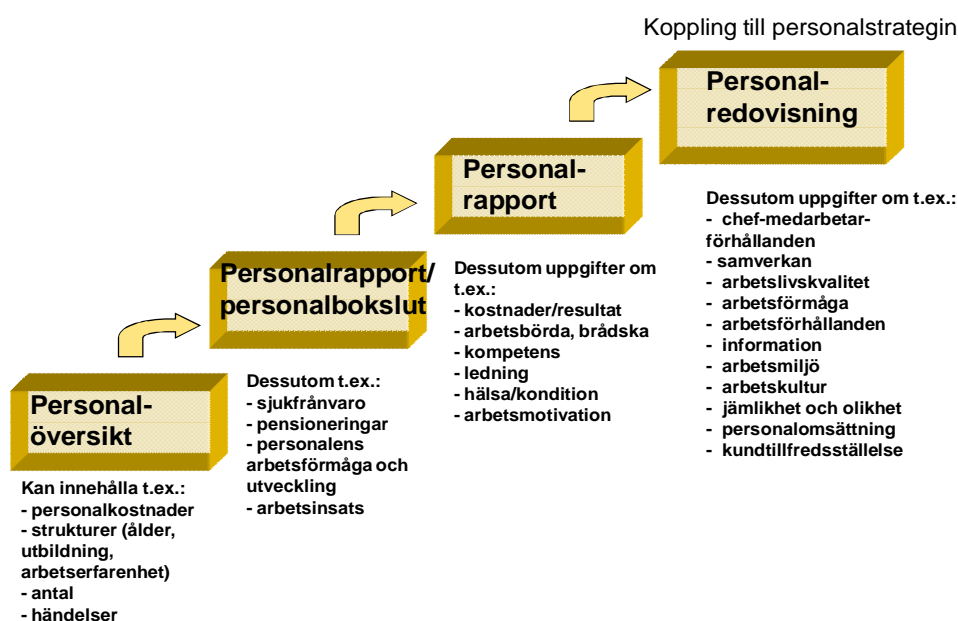 Koppling till personalstrategin
Personal-
redovisning
Dessutom uppgifter om t.ex.:
- chef-medarbetar-
förhållanden
- samverkan
- arbetslivskvalitet
- arbetsförmåga
- arbetsförhållanden
- information
- arbetsmiljö
- arbetskultur
- jämlikhet och olikhet
- personalomsättning
- kundtillfredsställelse
Personal-
rapport
Dessutom uppgifter om
t.ex.:
- kostnader/resultat
- arbetsbörda, brådska
- kompetens
- ledning
- hälsa/kondition
- arbetsmotivation
Personalrapport/
personalbokslut
Dessutom t.ex.:
- sjukfrånvaro
- pensioneringar
- personalens
arbetsförmåga och
utveckling
- arbetsinsats
Personal-
översikt
Kan innehålla t.ex.:
- personalkostnader
- strukturer (ålder,
utbildning,
arbetserfarenhet)
- antal
- händelser